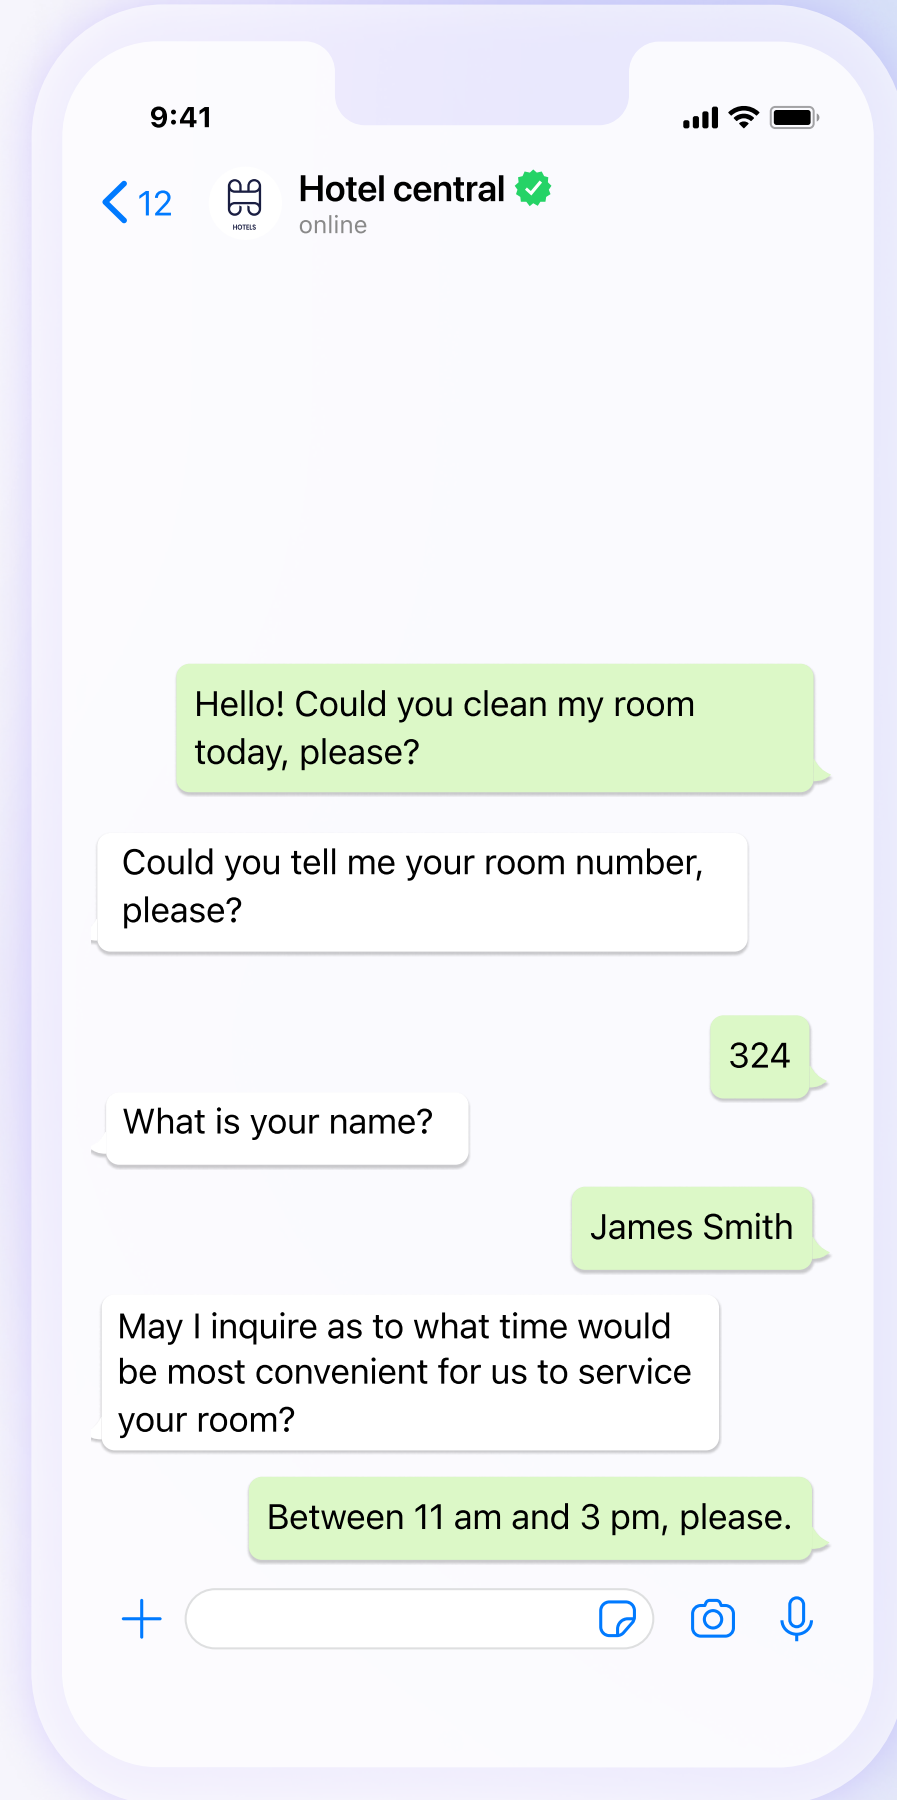 9:41
12
HOTELS
Hotel central
online
Hello! Could you clean my room
today, please?
Could you tell me your room number,
please?
324
What is your name?
James Smith
May I inquire as to what time would
be most convenient for us to service
your room?
Between 11 am and 3 pm, please.